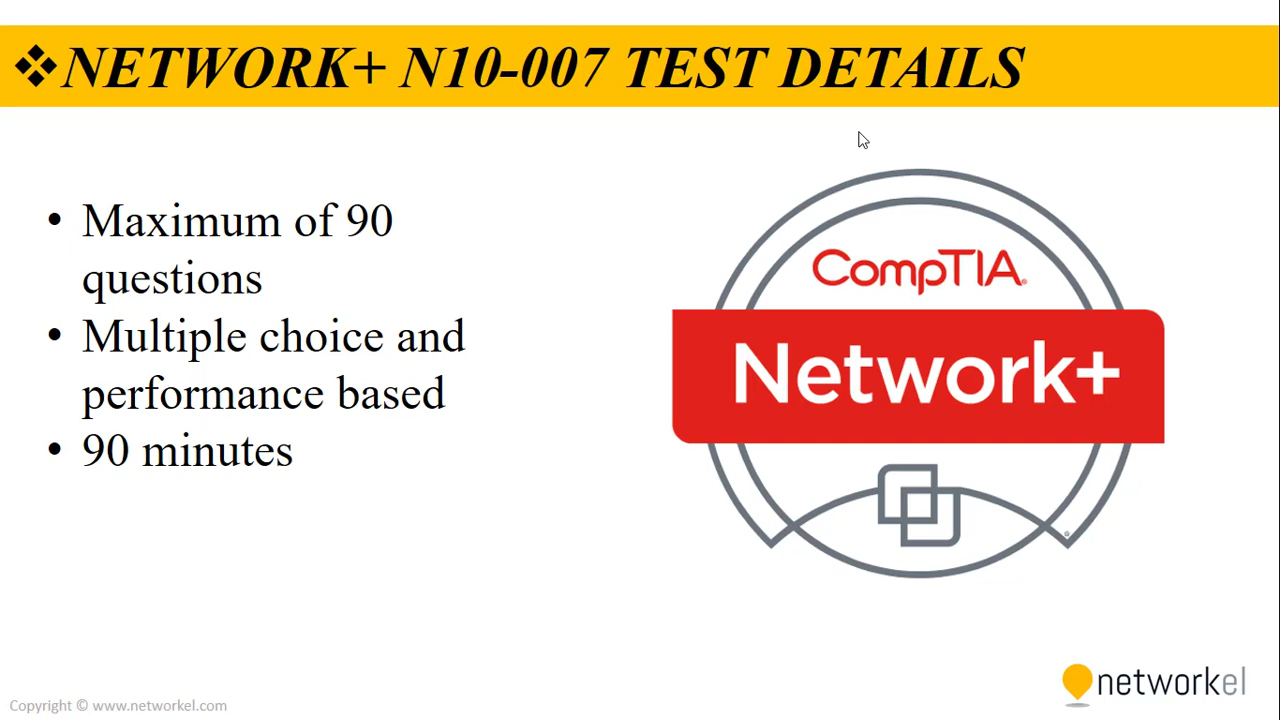 ❖NETWORK+ N10-007 TEST DETAILS
• Maximum of 90
questions
• Multiple choice and
performance based
• 90 minutes
CompTIA®
Network+
®
networkel
Copyright © www.networkel.com